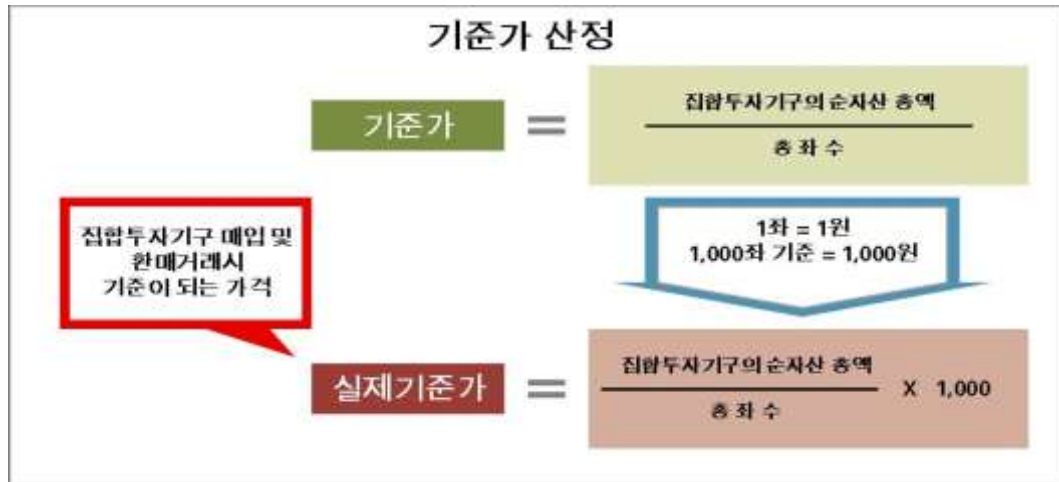 기준가 산정
기준가 = 집합투자기구의 순자산 총액
총 좌 수
집합투자기구 매입 및
환매거래시
기준이 되는 가격
1좌 = 1원
1,000좌 기준 = 1,000원
실제기준가 = 집합투자기구의 순자산 총액
총 좌 수
X 1,000